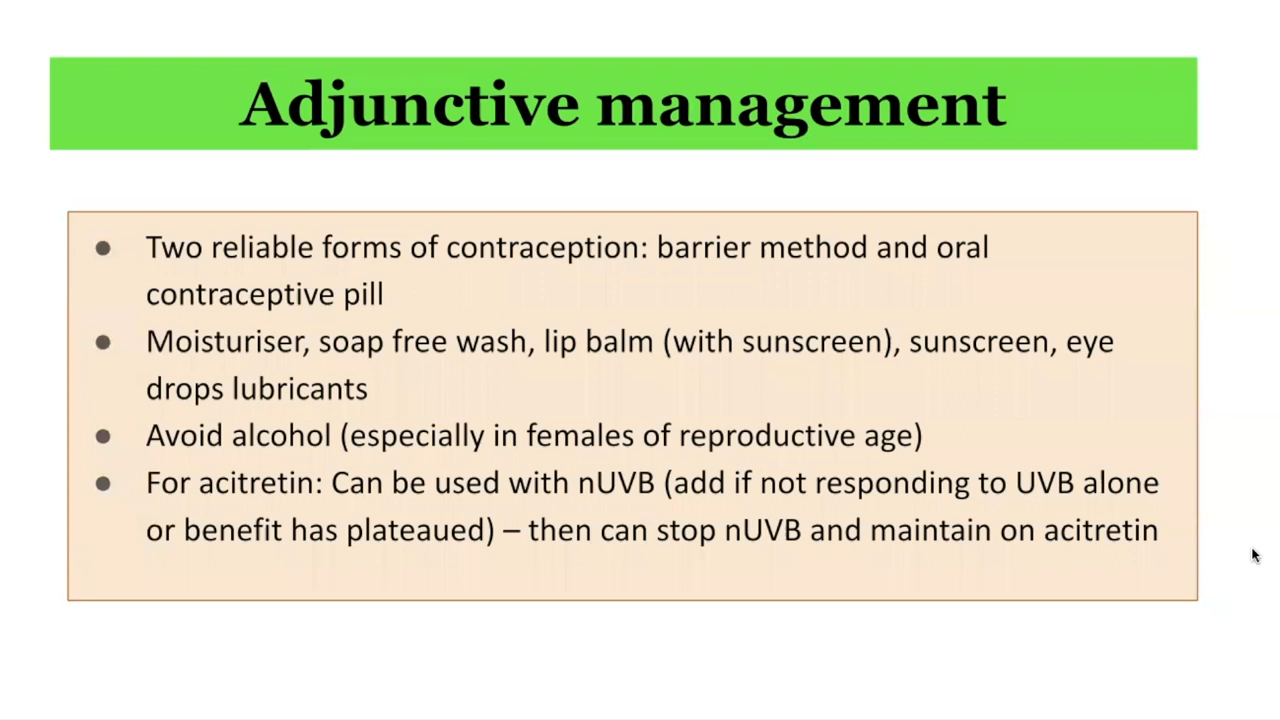 Adjunctive management
● Two reliable forms of contraception: barrier method and oral
contraceptive pill
● Moisturiser, soap free wash, lip balm (with sunscreen), sunscreen, eye
drops lubricants
● Avoid alcohol (especially in females of reproductive age)
● For acitretin: Can be used with nUVB (add if not responding to UVB alone
or benefit has plateaued) – then can stop nUVB and maintain on acitretin